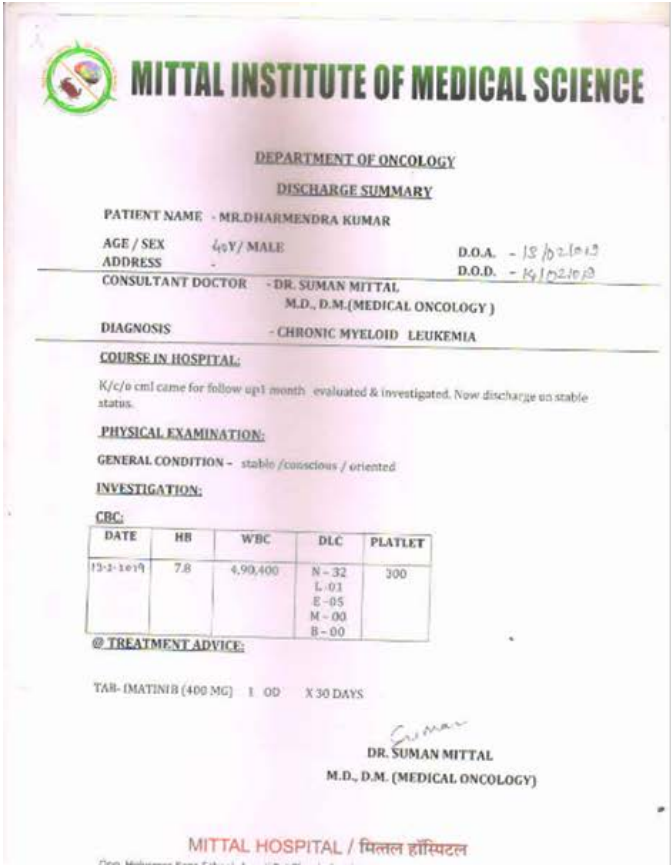 MITTAL INSTITUTE OF MEDICAL SCIENCE
DEPARTMENT OF ONCOLOGY
DISCHARGE SUMMARY
PATIENT NAME - MR.DHARMENDRA KUMAR
AGE / SEX 40Y/ MALE
D.O.A. - 13/02/2019
ADDRESS -
D.O.D. - 14/02/2019
CONSULTANT DOCTOR - DR. SUMAN MITTAL
M.D., D.M.(MEDICAL ONCOLOGY )
DIAGNOSIS - CHRONIC MYELOID LEUKEMIA
COURSE IN HOSPITAL:
K/c/o cml came for follow up1 month evaluated & investigated. Now discharge on stable
status.
PHYSICAL EXAMINATION:
GENERAL CONDITION – stable /conscious / oriented
INVESTIGATION:
CBC:
DATE HB WBC DLC PLATLET
13-2-2019 7.8 4,90,400 N – 32 300
L-01
E -05
M – 00
B – 00
@ TREATMENT ADVICE:
TAB- IMATINIB (400 MG) 1 OD X 30 DAYS
Suman
DR. SUMAN MITTAL
M.D., D.M. (MEDICAL ONCOLOGY)
MITTAL HOSPITAL / मित्तल हॉस्पिटल